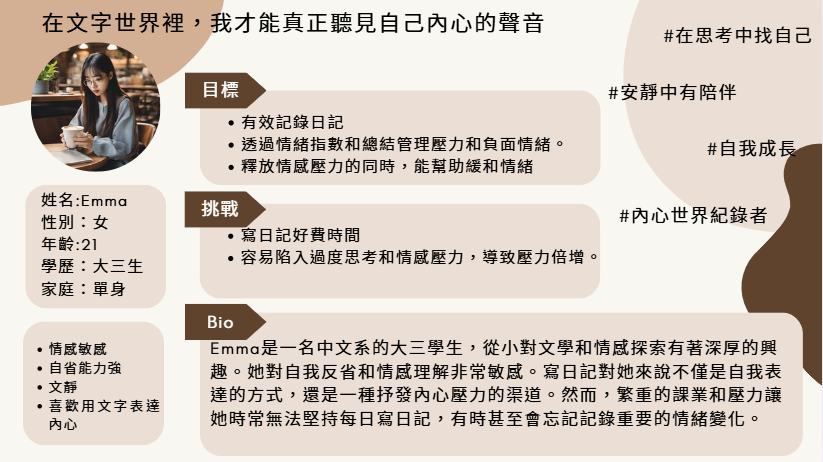 在文字世界裡，我才能真正聽見自己內心的聲音
#在思考中找自己
#安靜中有陪伴
#自我成長
#內心世界紀錄者
姓名:Emma
性別：女
年齡:21
學歷：大三生
家庭：單身
• 情感敏感
• 自省能力強
• 文靜
• 喜歡用文字表達
內心
目標
• 有效記錄日記
• 透過情緒指數和總結管理壓力和負面情緒。
• 釋放情感壓力的同時，能幫助緩和情緒
挑戰
• 寫日記好費時間
• 容易陷入過度思考和情感壓力，導致壓力倍增。
Bio
Emma是一名中文系的大三學生，從小對文學和情感探索有著深厚的興
趣。她對自我反省和情感理解非常敏感。寫日記對她來說不僅是自我表
達的方式，還是一種抒發內心壓力的渠道。然而，繁重的課業和壓力讓
她時常無法堅持每日寫日記，有時甚至會忘記記錄重要的情緒變化。